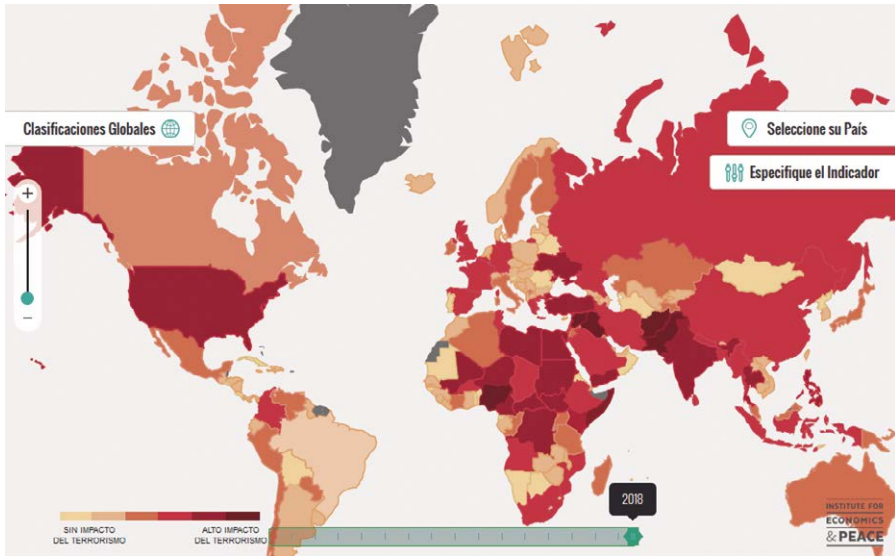 Clasificaciones Globales
Seleccione su País
Especifique el Indicador
+
−
2018
SIN IMPACTO
DEL TERRORISMO
ALTO IMPACTO
DEL TERRORISMO
INSTITUTE FOR
ECONOMICS
& PEACE